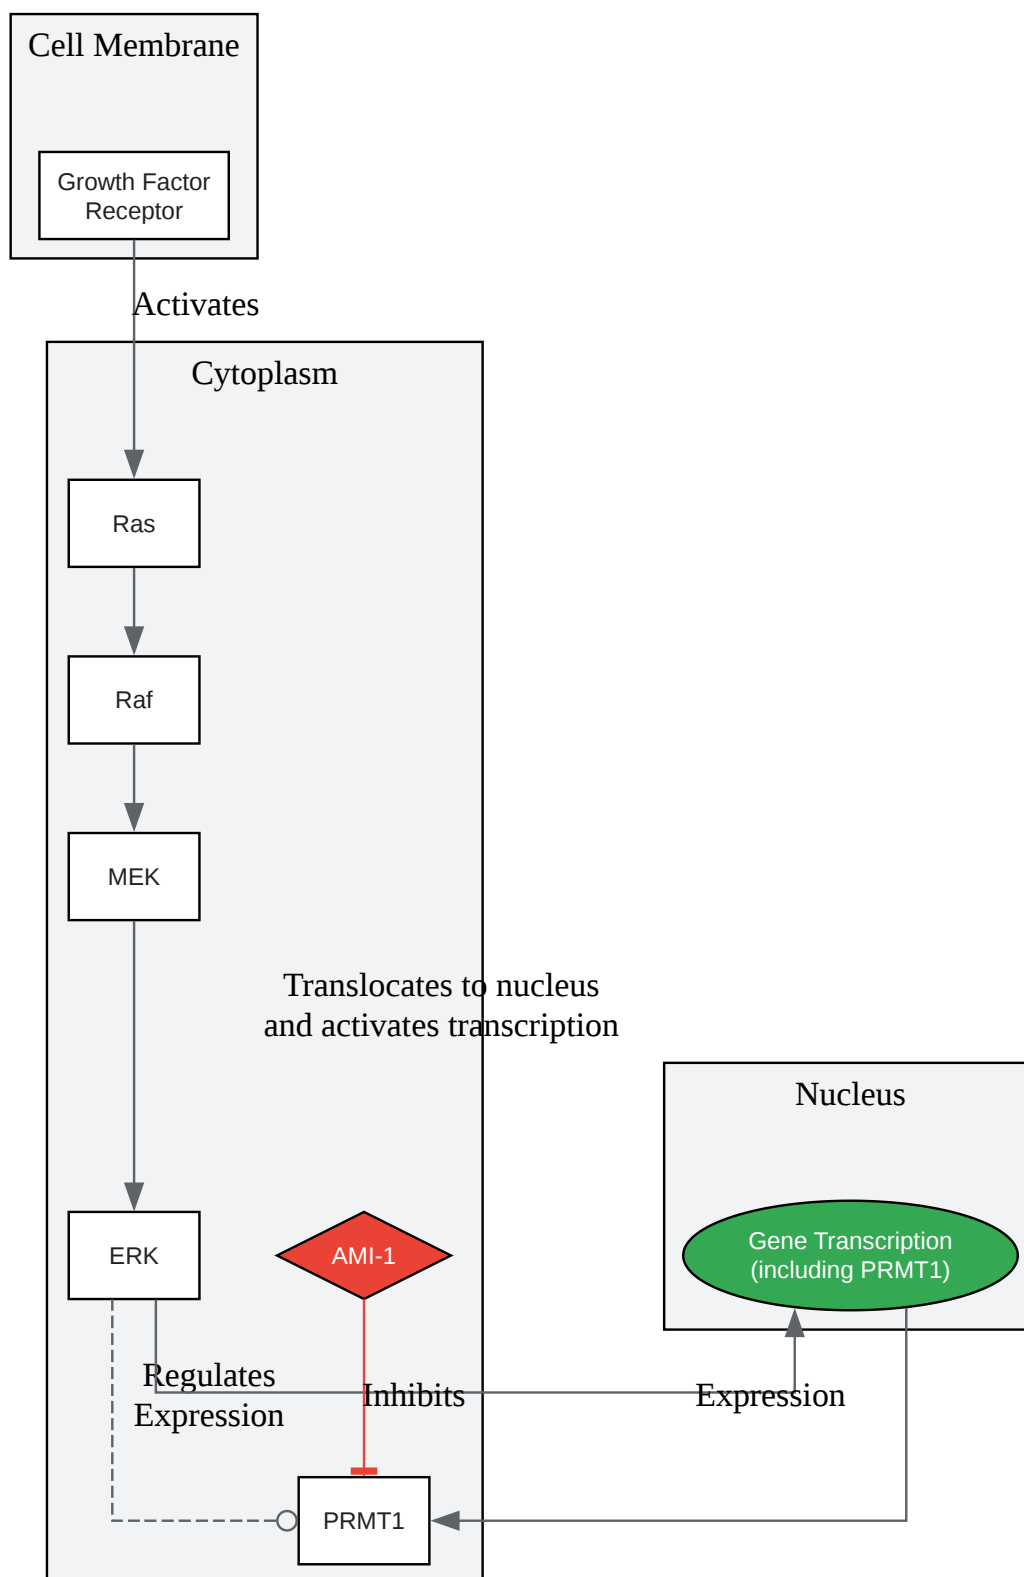 Cell Membrane
Growth Factor
Receptor
Activates
Cytoplasm
Ras
Raf
MEK
Translocates to nucleus
and activates transcription
Nucleus
ERK
AMI-1
Gene Transcription
(including PRMT1)
Regulates
Expression
Inhibits
Expression
PRMT1